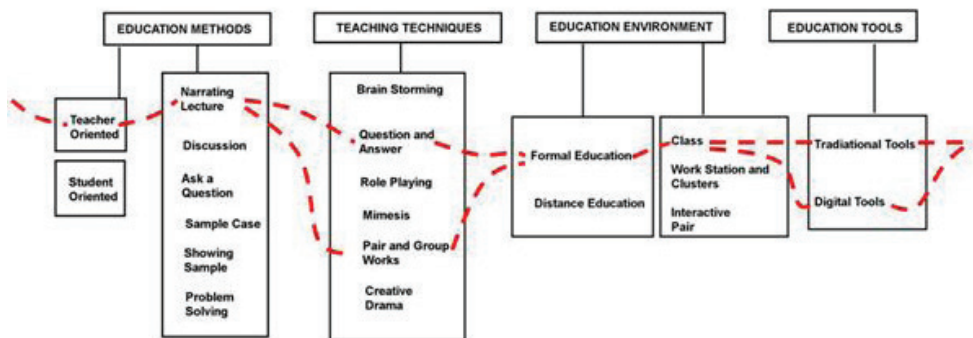 EDUCATION METHODS
TEACHING TECHNIQUES
EDUCATION ENVIRONMENT
EDUCATION TOOLS
Teacher
Oriented
Student
Oriented
Narrating
Lecture
Discussion
Ask a
Question
Sample Case
Showing
Sample
Problem
Solving
Brain Storming
Question and
Answer
Role Playing
Mimesis
Pair and Group
Works
Creative
Drama
Formal Education
Distance Education
Class
Work Station and
Clusters
Interactive
Pair
Tradiational Tools
Digital Tools